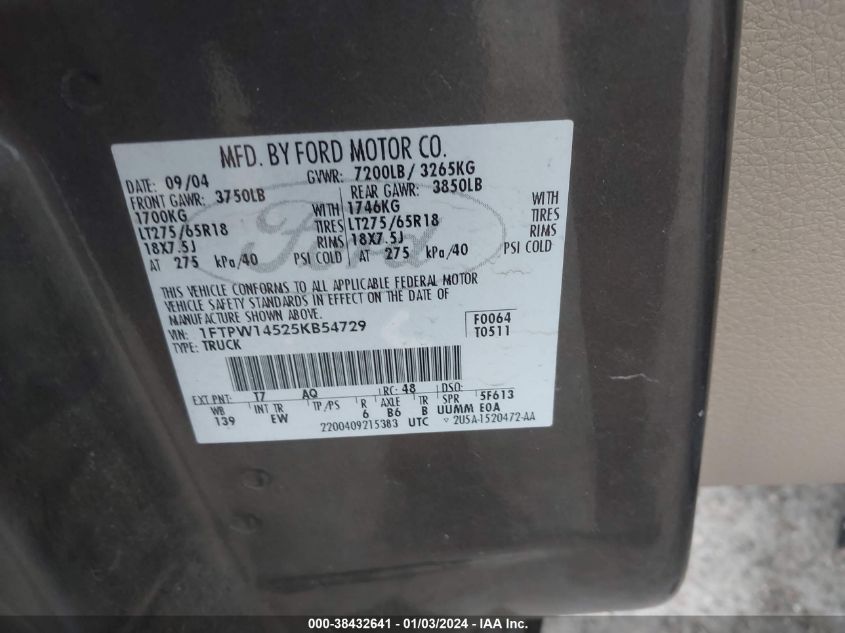 MFD. BY FORD MOTOR CO.
DATE: 09/04 GVWR: 7200LB/ 3265KG
FRONT GAWR: 3750LB REAR GAWR: 3850LB
1700KG WITH 1746KG WITH
LT275/65R18 TIRES LT275/65R18 TIRES
18X7.5J RIMS 18X7.5J RIMS
AT 275 kPa/40 PSI COLD AT 275 kPa/40 PSI COLD
Ford
THIS VEHICLE CONFORMS TO ALL APPLICABLE FEDERAL MOTOR
VEHICLE SAFETY STANDARDS IN EFFECT ON THE DATE OF
MANUFACTURE SHOWN ABOVE.
VIN: 1FTPW14525KB54729 F0064
TYPE: TRUCK T0511
EXT PNT: T7 AQ RC: 48 DSO:
WB INT TR TP/PS R AXLE TR SPR 5F613
139 EW 6 B6 B UUMM E0A
2200409215383 UTC 2U5A-1520472-AA
000-38432641 - 01/03/2024 - IAA Inc.